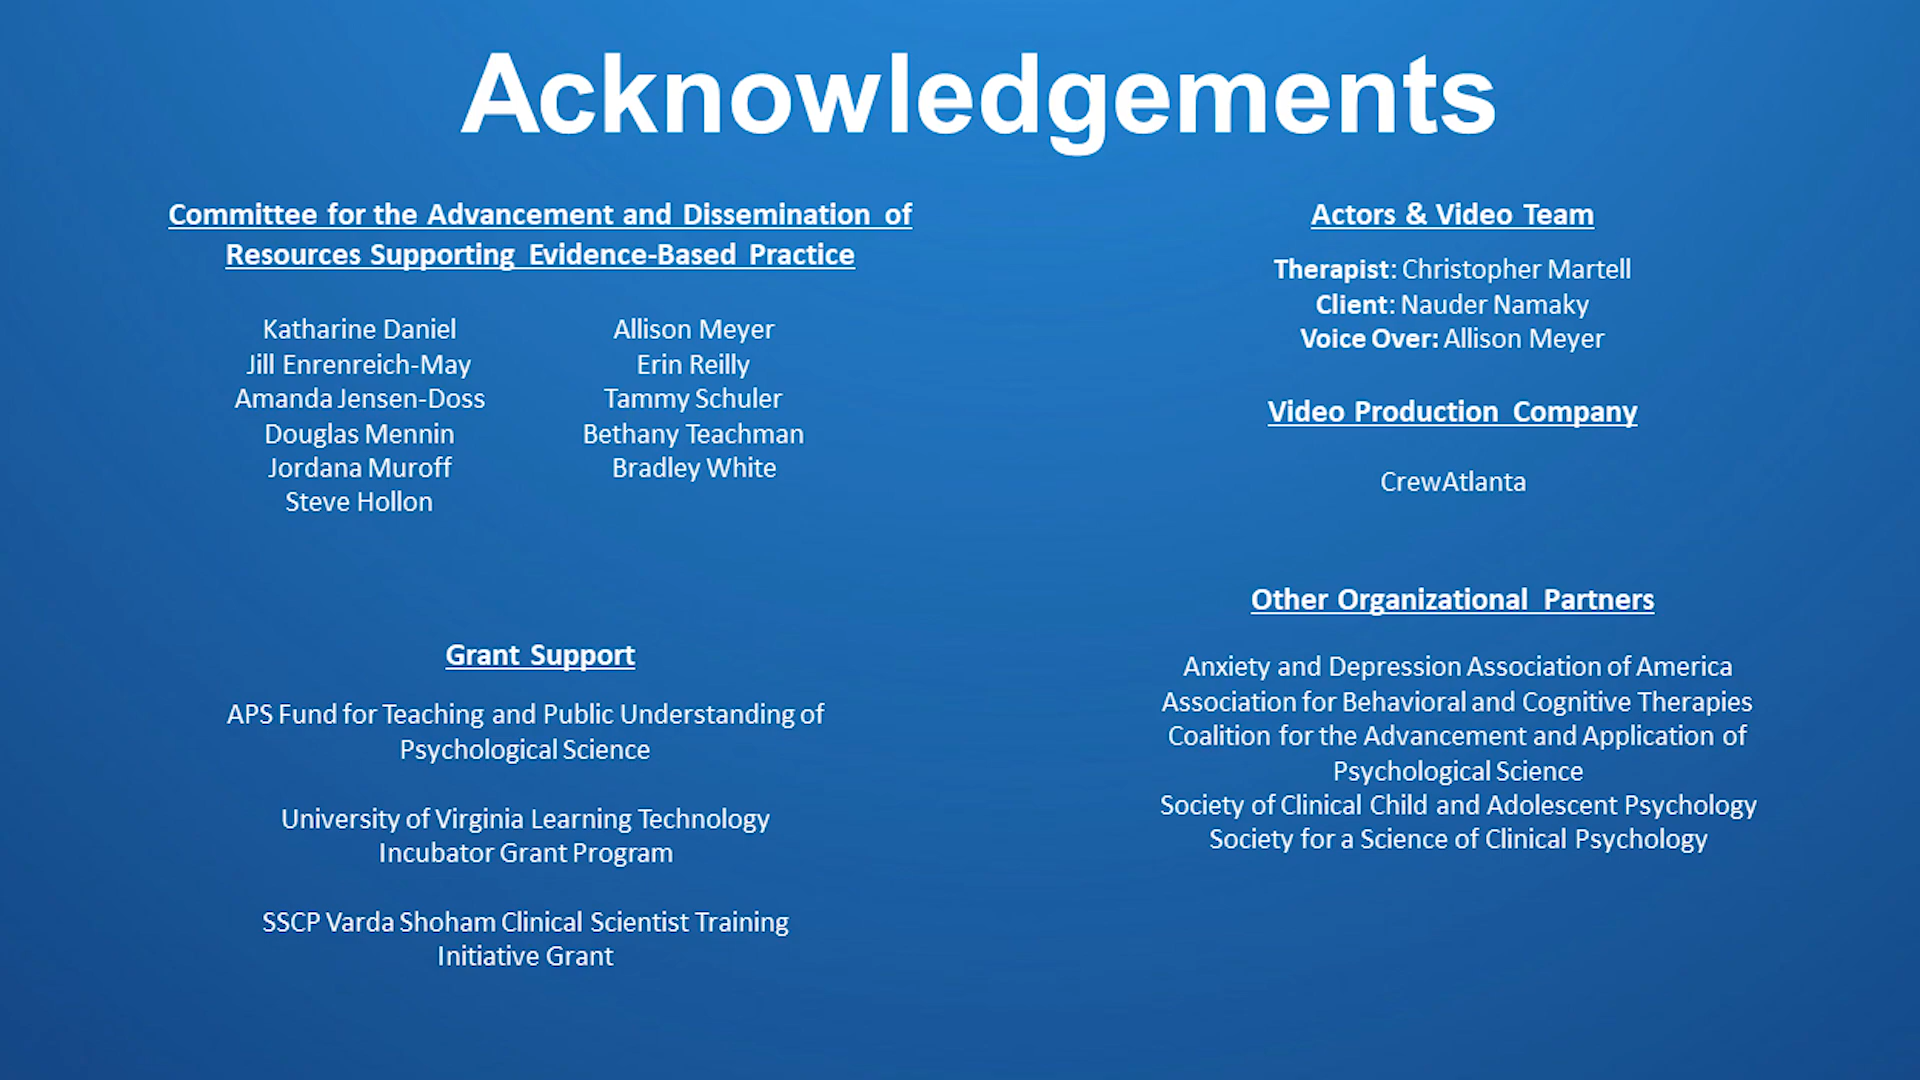 Acknowledgements
Committee for the Advancement and Dissemination of
Resources Supporting Evidence-Based Practice
Katharine Daniel
Jill Enrenreich-May
Amanda Jensen-Doss
Douglas Mennin
Jordana Muroff
Steve Hollon
Allison Meyer
Erin Reilly
Tammy Schuler
Bethany Teachman
Bradley White
Grant Support
APS Fund for Teaching and Public Understanding of
Psychological Science
University of Virginia Learning Technology
Incubator Grant Program
SSCP Varda Shoham Clinical Scientist Training
Initiative Grant
Actors & Video Team
Therapist: Christopher Martell
Client: Nauder Namaky
Voice Over: Allison Meyer
Video Production Company
CrewAtlanta
Other Organizational Partners
Anxiety and Depression Association of America
Association for Behavioral and Cognitive Therapies
Coalition for the Advancement and Application of
Psychological Science
Society of Clinical Child and Adolescent Psychology
Society for a Science of Clinical Psychology